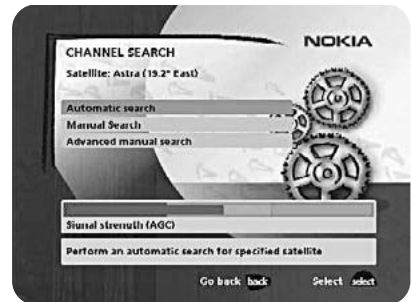 NOKIA
CHANNEL SEARCH
Satellite: Astra (19.2° East)
Automatic search
Manual Search
Advanced manual search
Signal strength (AGC)
Perform an automatic search for specified satellite
Go back back Select select